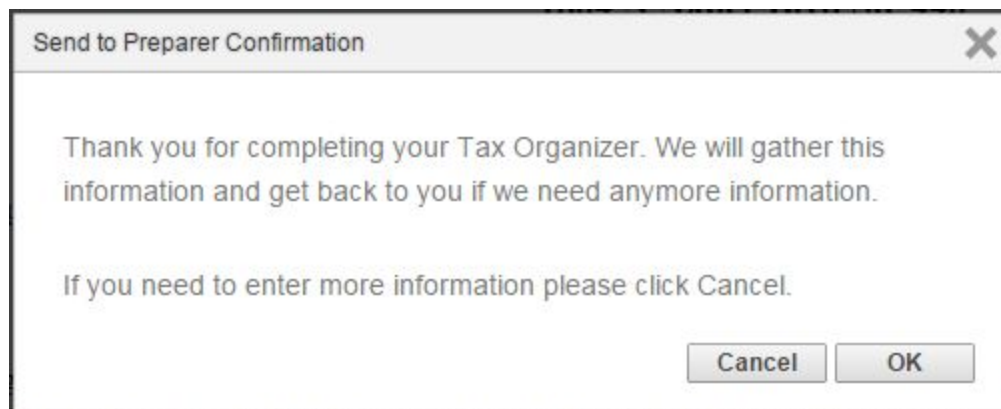 Send to Preparer Confirmation
Thank you for completing your Tax Organizer. We will gather this
information and get back to you if we need anymore information.
If you need to enter more information please click Cancel.
Cancel OK